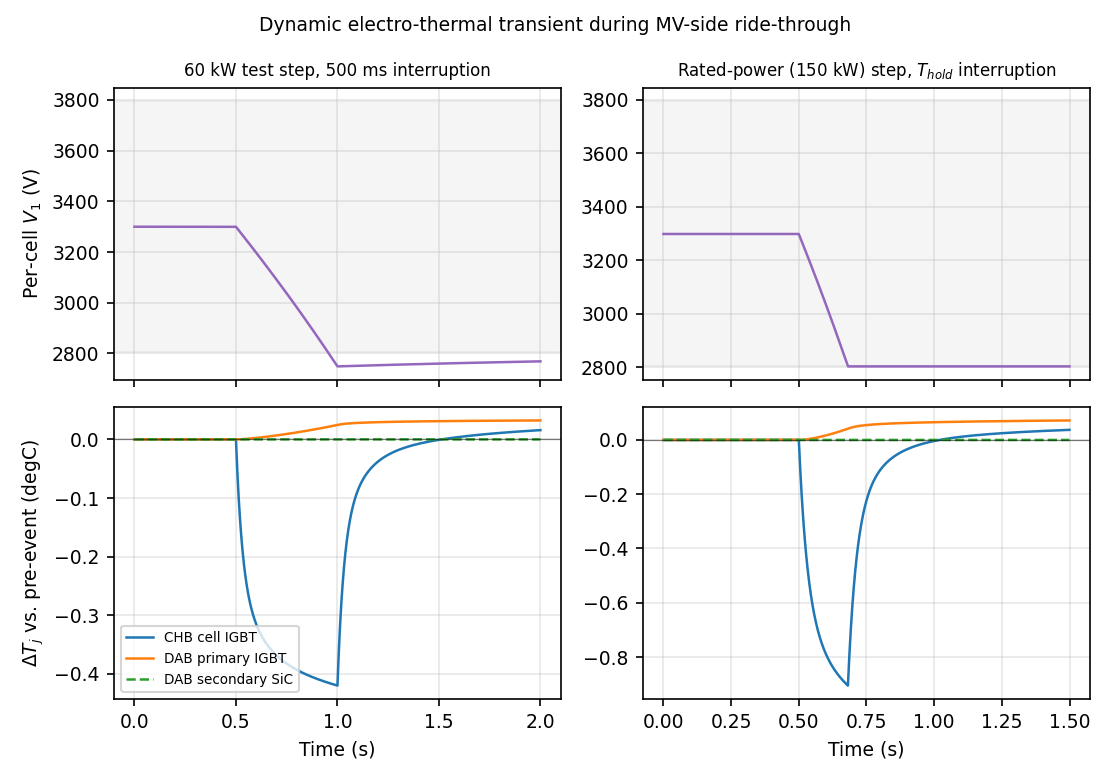 Dynamic electro-thermal transient during MV-side ride-through
60 kW test step, 500 ms interruption
Per-cell V₁ (V)
3800
3600
3400
3200
3000
2800
Rated-power (150 kW) step, T_hold interruption
3800
3600
3400
3200
3000
2800
ΔT_j vs. pre-event (degC)
0.0
−0.1
−0.2
−0.3
−0.4
CHB cell IGBT
DAB primary IGBT
DAB secondary SiC
0.0 0.5 1.0 1.5 2.0
Time (s)
0.0
−0.2
−0.4
−0.6
−0.8
0.00 0.25 0.50 0.75 1.00 1.25 1.50
Time (s)